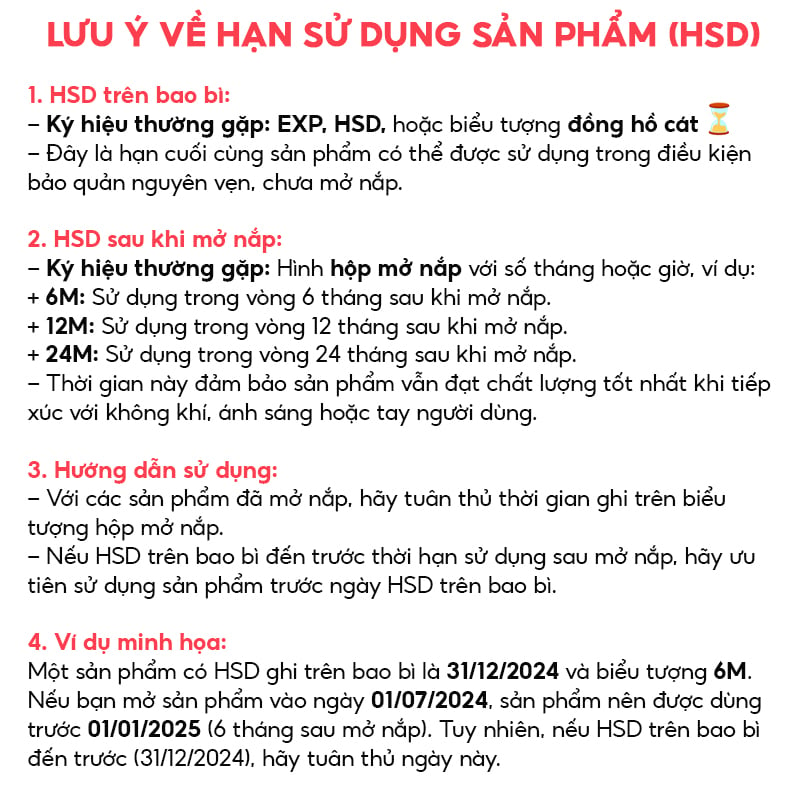 LƯU Ý VỀ HẠN SỬ DỤNG SẢN PHẨM (HSD)
1. HSD trên bao bì:
– Ký hiệu thường gặp: EXP, HSD, hoặc biểu tượng đồng hồ cát ⏳
– Đây là hạn cuối cùng sản phẩm có thể được sử dụng trong điều kiện
bảo quản nguyên vẹn, chưa mở nắp.
2. HSD sau khi mở nắp:
– Ký hiệu thường gặp: Hình hộp mở nắp với số tháng hoặc giờ, ví dụ:
+ 6M: Sử dụng trong vòng 6 tháng sau khi mở nắp.
+ 12M: Sử dụng trong vòng 12 tháng sau khi mở nắp.
+ 24M: Sử dụng trong vòng 24 tháng sau khi mở nắp.
– Thời gian này đảm bảo sản phẩm vẫn đạt chất lượng tốt nhất khi tiếp
xúc với không khí, ánh sáng hoặc tay người dùng.
3. Hướng dẫn sử dụng:
– Với các sản phẩm đã mở nắp, hãy tuân thủ thời gian ghi trên biểu
tượng hộp mở nắp.
– Nếu HSD trên bao bì đến trước thời hạn sử dụng sau mở nắp, hãy ưu
tiên sử dụng sản phẩm trước ngày HSD trên bao bì.
4. Ví dụ minh họa:
Một sản phẩm có HSD ghi trên bao bì là 31/12/2024 và biểu tượng 6M.
Nếu bạn mở sản phẩm vào ngày 01/07/2024, sản phẩm nên được dùng
trước 01/01/2025 (6 tháng sau mở nắp). Tuy nhiên, nếu HSD trên bao bì
đến trước (31/12/2024), hãy tuân thủ ngày này.